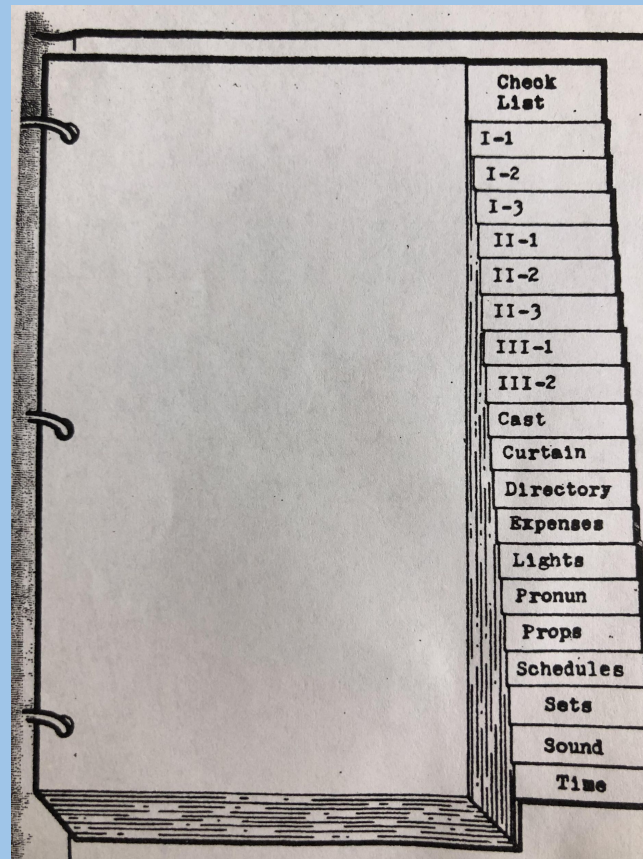 Check
List
I-1
I-2
I-3
II-1
II-2
II-3
III-1
III-2
Cast
Curtain
Directory
Expenses
Lights
Pronun
Props
Schedules
Sets
Sound
Time